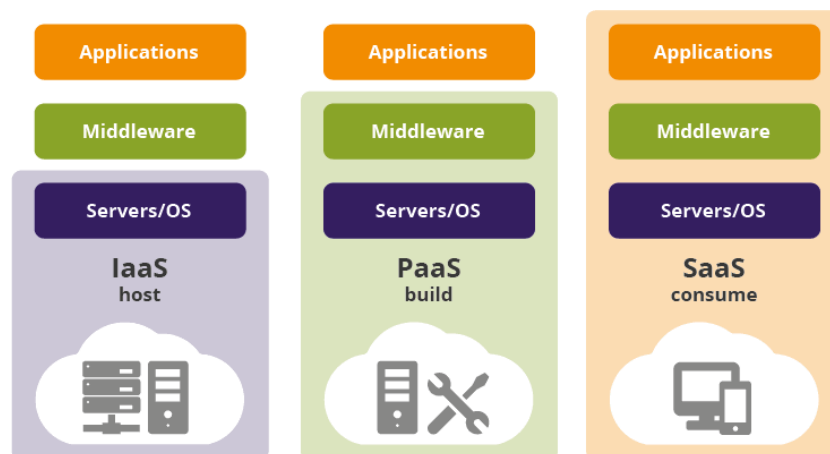 Applications
Middleware
Servers/OS
IaaS
host
Applications
Middleware
Servers/OS
PaaS
build
Applications
Middleware
Servers/OS
SaaS
consume